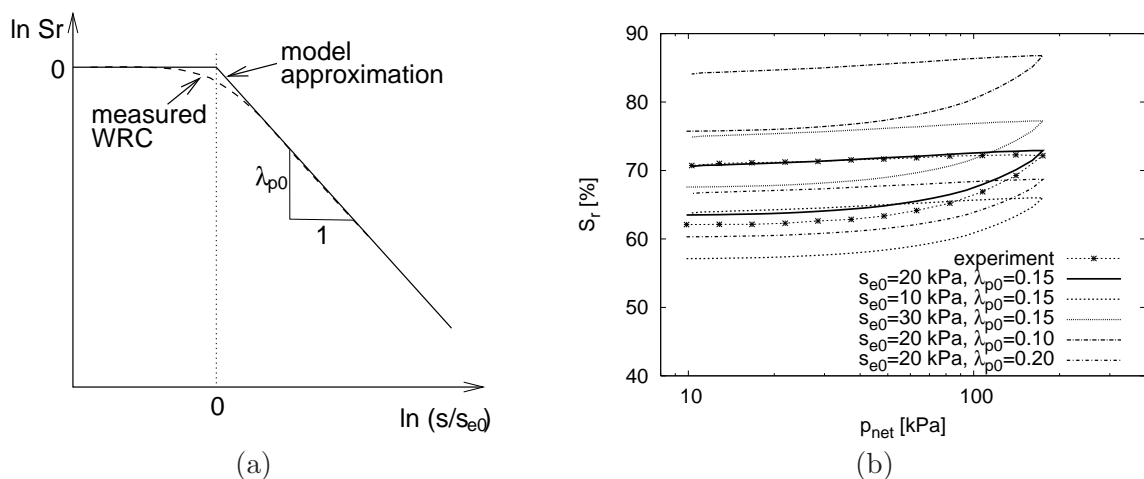 ln Sr
0
model
approximation
measured
WRC
λp0
1
0
ln (s/se0)
(a)
90
80
70
60
50
40
Sr [%]
experiment
se0=20 kPa, λp0=0.15
se0=10 kPa, λp0=0.15
se0=30 kPa, λp0=0.15
se0=20 kPa, λp0=0.10
se0=20 kPa, λp0=0.20
10
100
pnet [kPa]
(b)